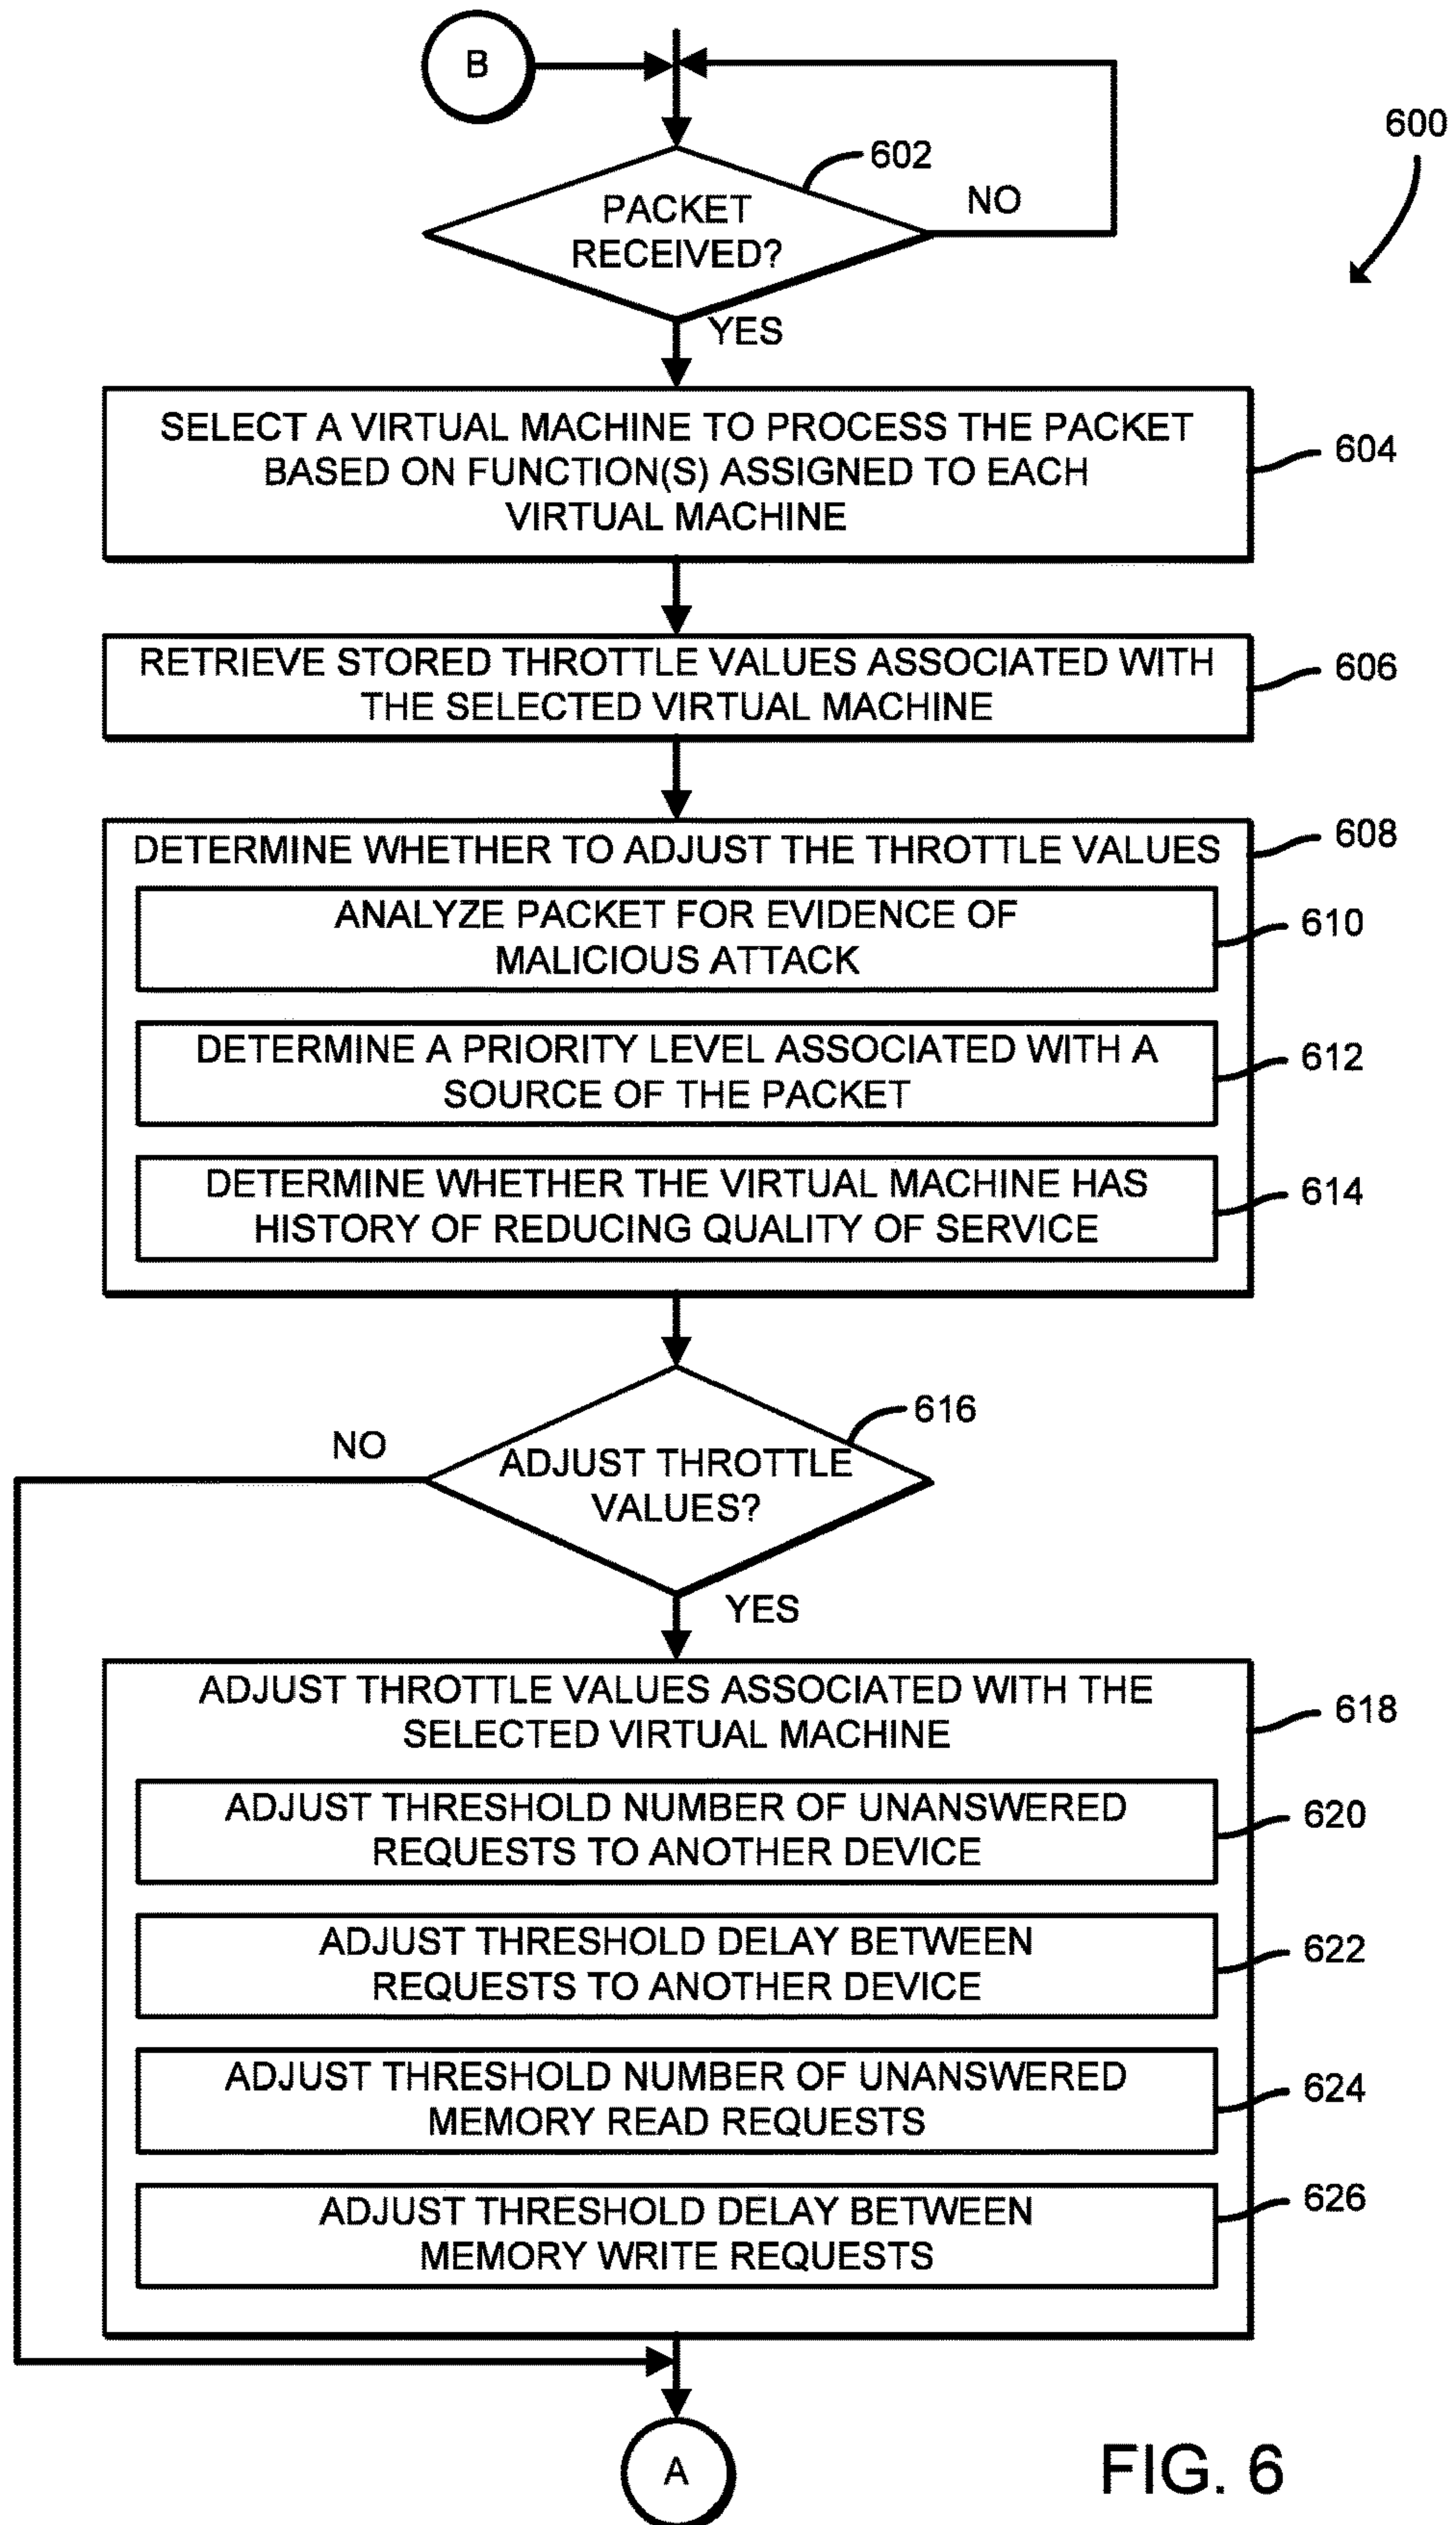 B
600
602
PACKET
RECEIVED?
NO
YES
SELECT A VIRTUAL MACHINE TO PROCESS THE PACKET
BASED ON FUNCTION(S) ASSIGNED TO EACH
VIRTUAL MACHINE
604
RETRIEVE STORED THROTTLE VALUES ASSOCIATED WITH
THE SELECTED VIRTUAL MACHINE
606
DETERMINE WHETHER TO ADJUST THE THROTTLE VALUES
608
ANALYZE PACKET FOR EVIDENCE OF
MALICIOUS ATTACK
610
DETERMINE A PRIORITY LEVEL ASSOCIATED WITH A
SOURCE OF THE PACKET
612
DETERMINE WHETHER THE VIRTUAL MACHINE HAS
HISTORY OF REDUCING QUALITY OF SERVICE
614
616
NO
ADJUST THROTTLE
VALUES?
YES
ADJUST THROTTLE VALUES ASSOCIATED WITH THE
SELECTED VIRTUAL MACHINE
618
ADJUST THRESHOLD NUMBER OF UNANSWERED
REQUESTS TO ANOTHER DEVICE
620
ADJUST THRESHOLD DELAY BETWEEN
REQUESTS TO ANOTHER DEVICE
622
ADJUST THRESHOLD NUMBER OF UNANSWERED
MEMORY READ REQUESTS
624
ADJUST THRESHOLD DELAY BETWEEN
MEMORY WRITE REQUESTS
626
A
FIG. 6